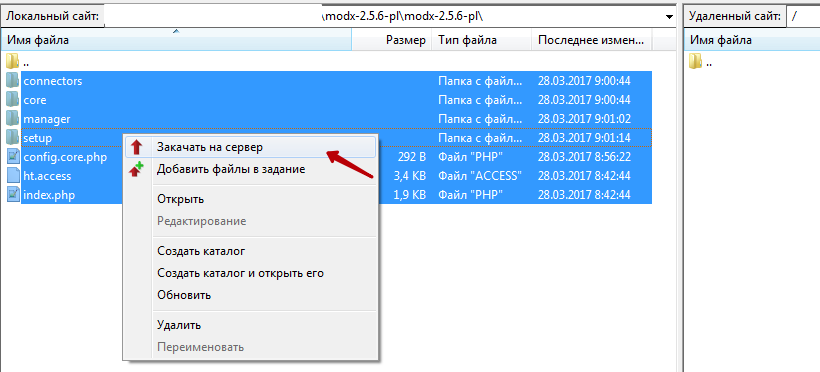 Локальный сайт: \modx-2.5.6-pl\modx-2.5.6-pl\ Удаленный сайт: /
Имя файла Размер Тип файла Последнее измен... Имя файла
.. ..
connectors Папка с файл... 28.03.2017 9:00:44
core Папка с файл... 28.03.2017 9:00:44
manager Папка с файл... 28.03.2017 9:01:02
setup Папка с файл... 28.03.2017 9:01:14
config.core.php 292 B Файл "PHP" 28.03.2017 8:56:22
ht.access 3,4 KB Файл "ACCESS" 28.03.2017 8:42:44
index.php 1,9 KB Файл "PHP" 28.03.2017 8:42:44
Закачать на сервер
Добавить файлы в задание
Открыть
Редактирование
Создать каталог
Создать каталог и открыть его
Обновить
Удалить
Переименовать